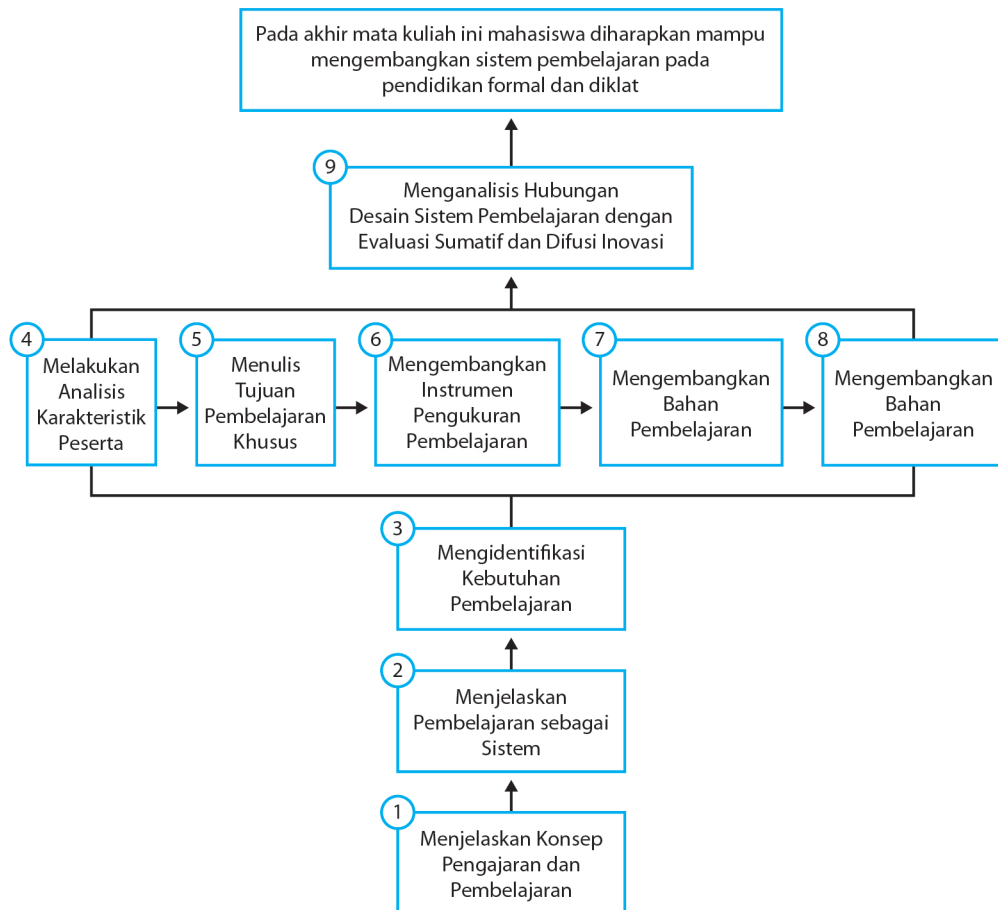 Pada akhir mata kuliah ini mahasiswa diharapkan mampu
mengembangkan sistem pembelajaran pada
pendidikan formal dan diklat
9
Menganalisis Hubungan
Desain Sistem Pembelajaran dengan
Evaluasi Sumatif dan Difusi Inovasi
4
Melakukan
Analisis
Karakteristik
Peserta
5
Menulis
Tujuan
Pembelajaran
Khusus
6
Mengembangkan
Instrumen
Pengukuran
Pembelajaran
7
Mengembangkan
Bahan
Pembelajaran
8
Mengembangkan
Bahan
Pembelajaran
3
Mengidentifikasi
Kebutuhan
Pembelajaran
2
Menjelaskan
Pembelajaran sebagai
Sistem
1
Menjelaskan Konsep
Pengajaran dan
Pembelajaran